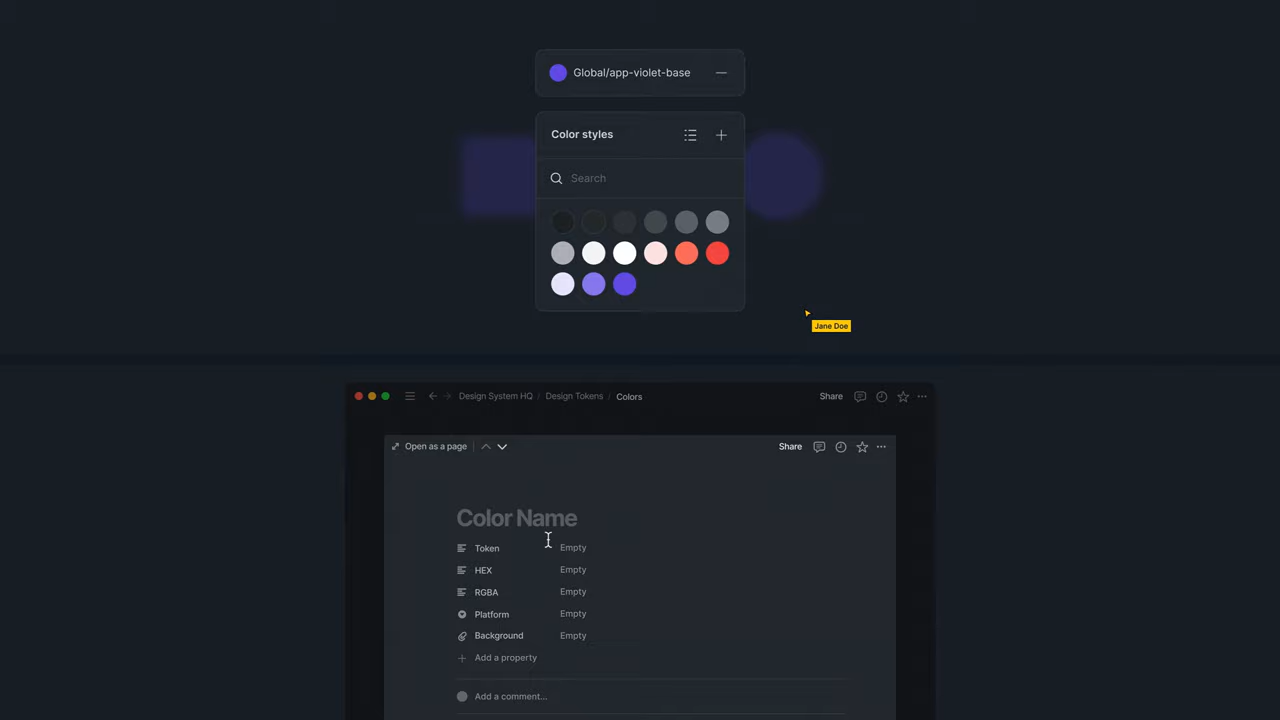 Global/app-violet-base
Color styles
Search
Jane Doe
Design System HQ / Design Tokens / Colors
Share
Open as a page
Share
Color Name
Token Empty
HEX Empty
RGBA Empty
Platform Empty
Background Empty
Add a property
Add a comment...